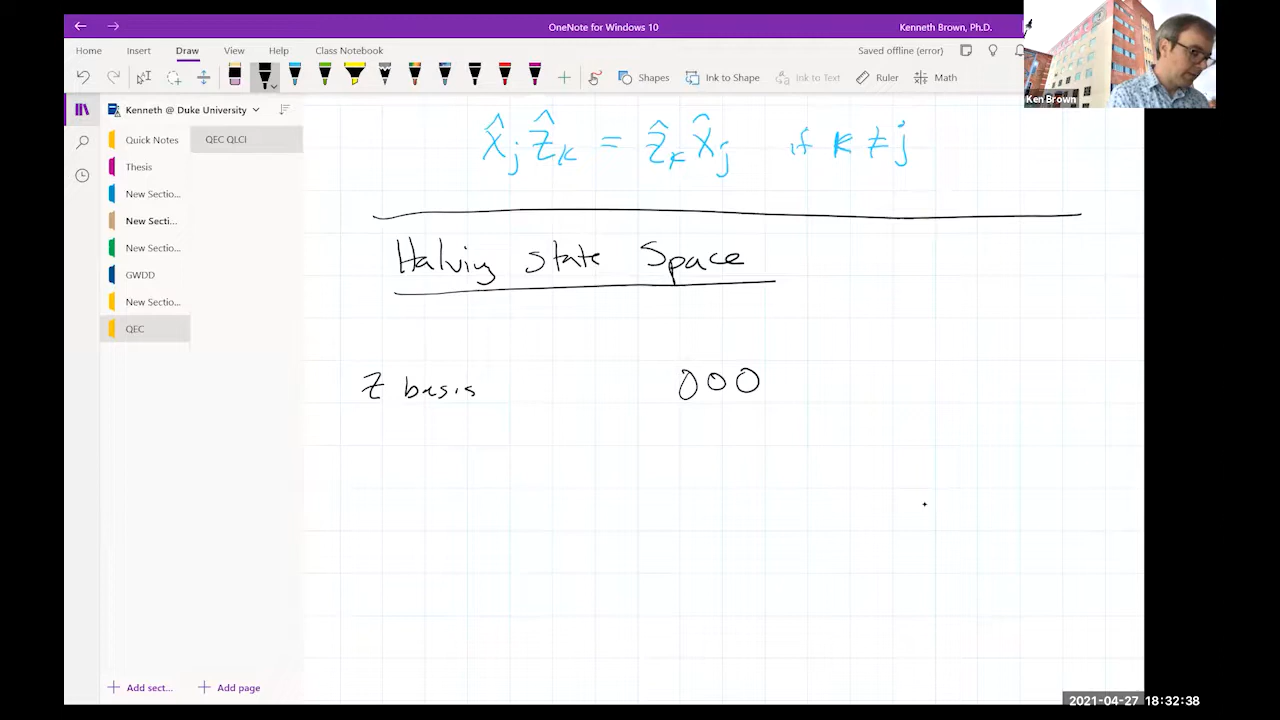 OneNote for Windows 10
Kenneth Brown, Ph.D.
Home Insert Draw View Help Class Notebook
Saved offline (error)
Shapes
Ink to Shape
Ink to Text
Ruler
Math
Ken Brown
Kenneth @ Duke University
Quick Notes
QEC QLCI
Thesis
New Sectio...
New Secti...
New Sectio...
GWDD
New Sectio...
QEC
X̂ⱼ Ẑₖ = Ẑₖ X̂ⱼ if k ≠ j
Halving State Space
Z basis 000
Add sect...
Add page
2021-04-27 18:32:38